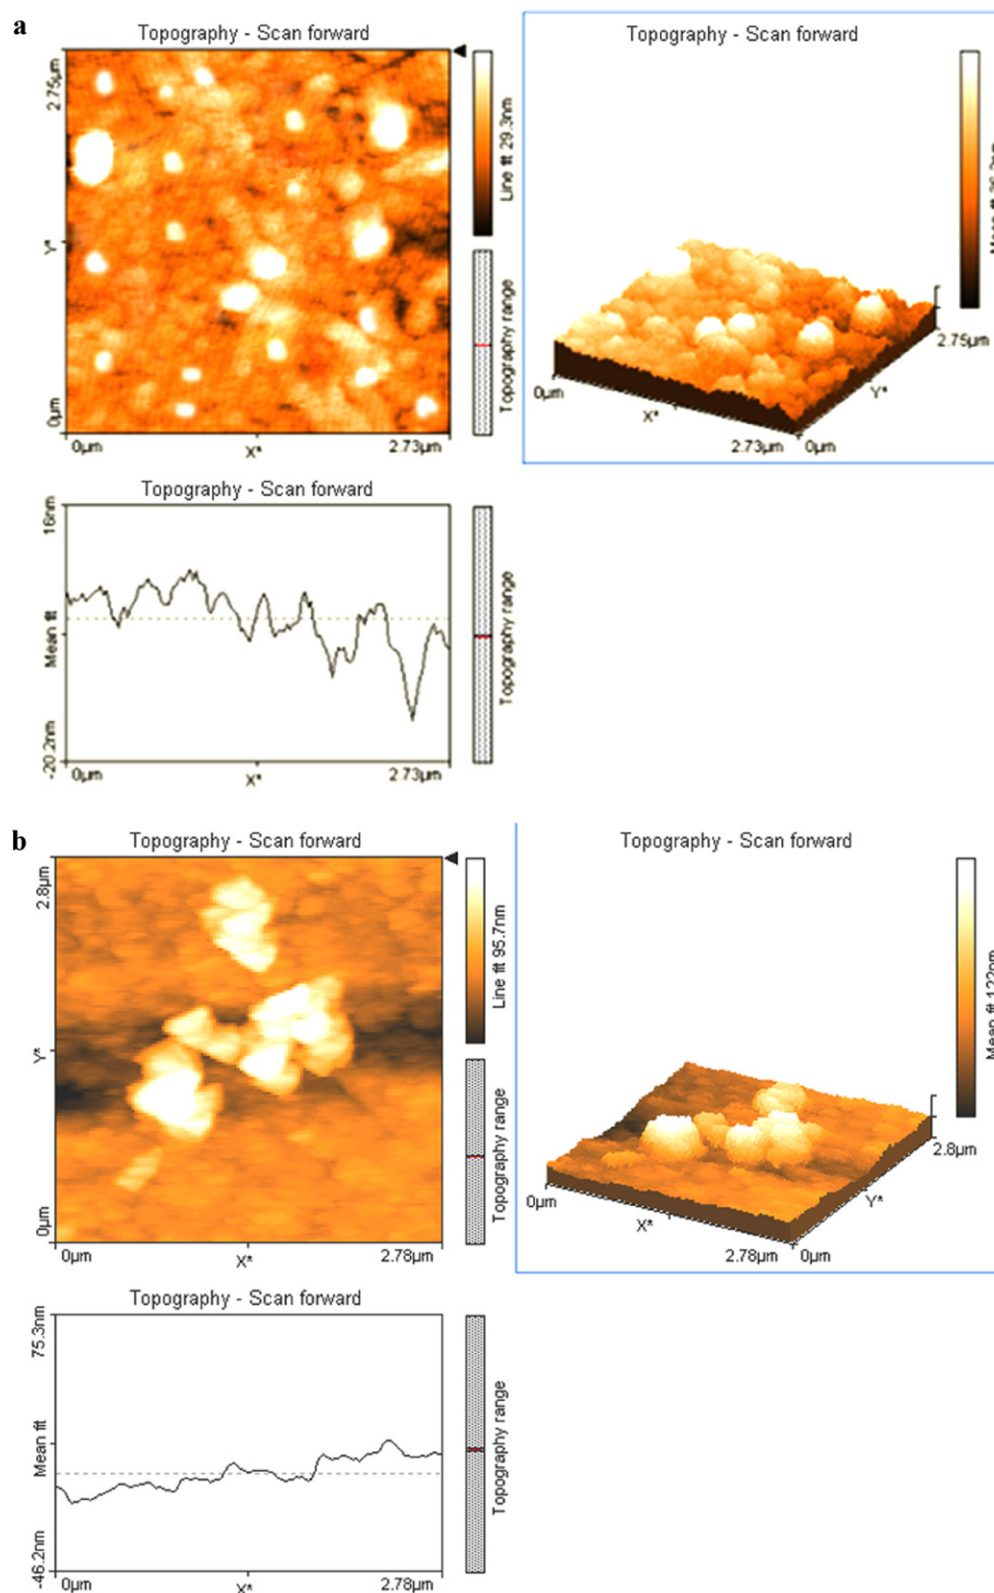 a
Topography - Scan forward
2.75µm
Y*
0µm
0µm
X*
2.73µm
Line fit 29.3nm
Topography range
Topography - Scan forward
2.75µm
Y*
0µm
X*
2.73µm
0µm
Topography - Scan forward
16nm
Mean fit
-20.2nm
0µm
X*
2.73µm
Topography range
b
Topography - Scan forward
2.8µm
Y*
0µm
0µm
X*
2.78µm
Line fit 95.7nm
Topography range
Topography - Scan forward
Mean fit 122nm
2.8µm
Y*
0µm
X*
2.78µm
0µm
Topography - Scan forward
75.3nm
Mean fit
-46.2nm
0µm
X*
2.78µm
Topography range